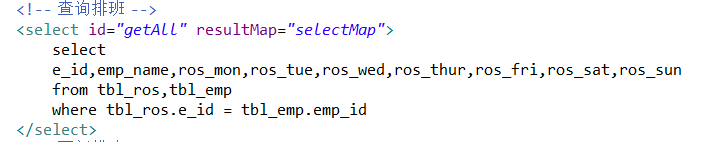 <!-- 查询排班 -->
<select id="getAll" resultMap="selectMap">
select
e_id,emp_name,ros_mon,ros_tue,ros_wed,ros_thur,ros_fri,ros_sat,ros_sun
from tbl_ros,tbl_emp
where tbl_ros.e_id = tbl_emp.emp_id
</select>